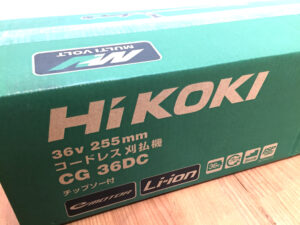 MULTI VOLT
HiKOKI
36V 255mm
コードレス刈払機
CG 36DC
チップソー付
MOTOR
Li-ion